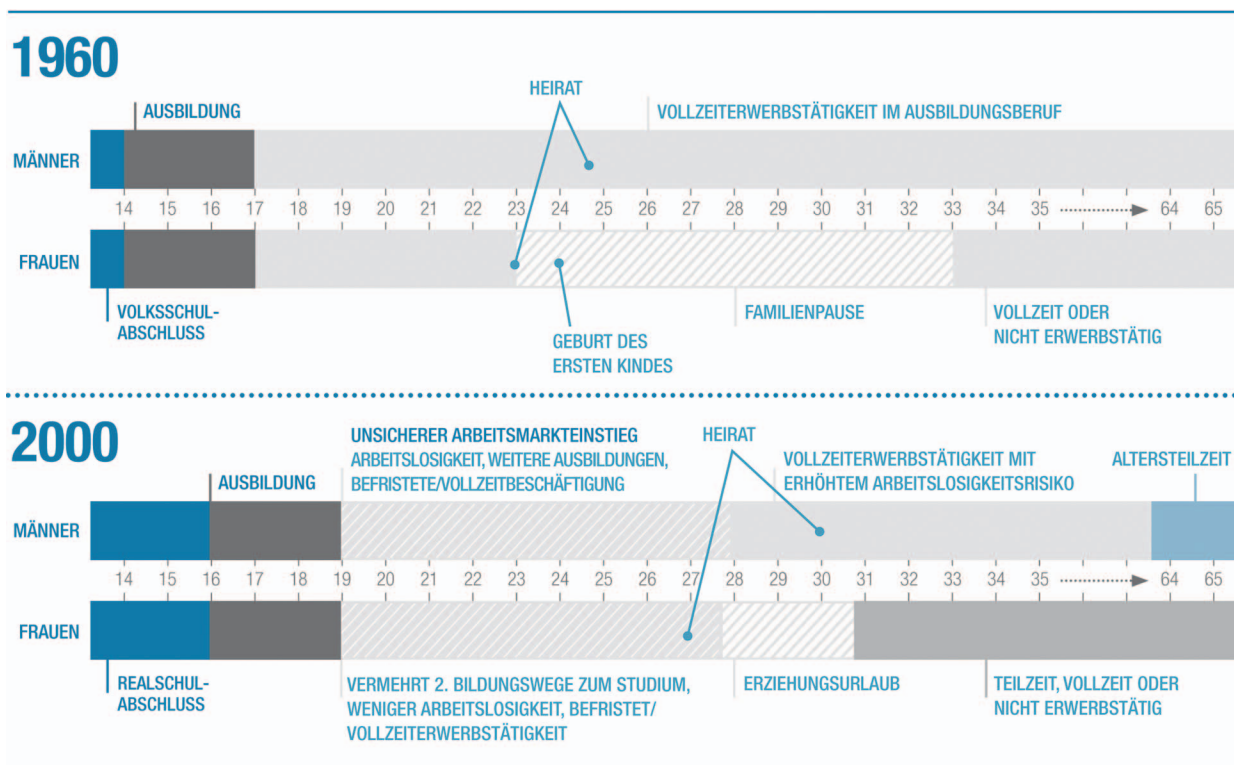 1960
HEIRAT
AUSBILDUNG
VOLLZEITERWERBSTÄTIGKEIT IM AUSBILDUNGSBERUF
MÄNNER
14 15 16 17 18 19 20 21 22 23 24 25 26 27 28 29 30 31 32 33 34 35 64 65
FRAUEN
VOLKSSCHUL-
ABSCHLUSS
GEBURT DES
ERSTEN KINDES
FAMILIENPAUSE
VOLLZEIT ODER
NICHT ERWERBSTÄTIG
2000
AUSBILDUNG
UNSICHERER ARBEITSMARKTEINSTIEG
ARBEITSLOSIGKEIT, WEITERE AUSBILDUNGEN,
BEFRISTETE/VOLLZEITBESCHÄFTIGUNG
HEIRAT
VOLLZEITERWERBSTÄTIGKEIT MIT
ERHÖHTEM ARBEITSLOSIGKEITSRISIKO
ALTERSTEILZEIT
MÄNNER
14 15 16 17 18 19 20 21 22 23 24 25 26 27 28 29 30 31 32 33 34 35 64 65
FRAUEN
REALSCHUL-
ABSCHLUSS
VERMEHRT 2. BILDUNGSWEGE ZUM STUDIUM,
WENIGER ARBEITSLOSIGKEIT, BEFRISTET/
VOLLZEITERWERBSTÄTIGKEIT
ERZIEHUNGSURLAUB
TEILZEIT, VOLLZEIT ODER
NICHT ERWERBSTÄTIG